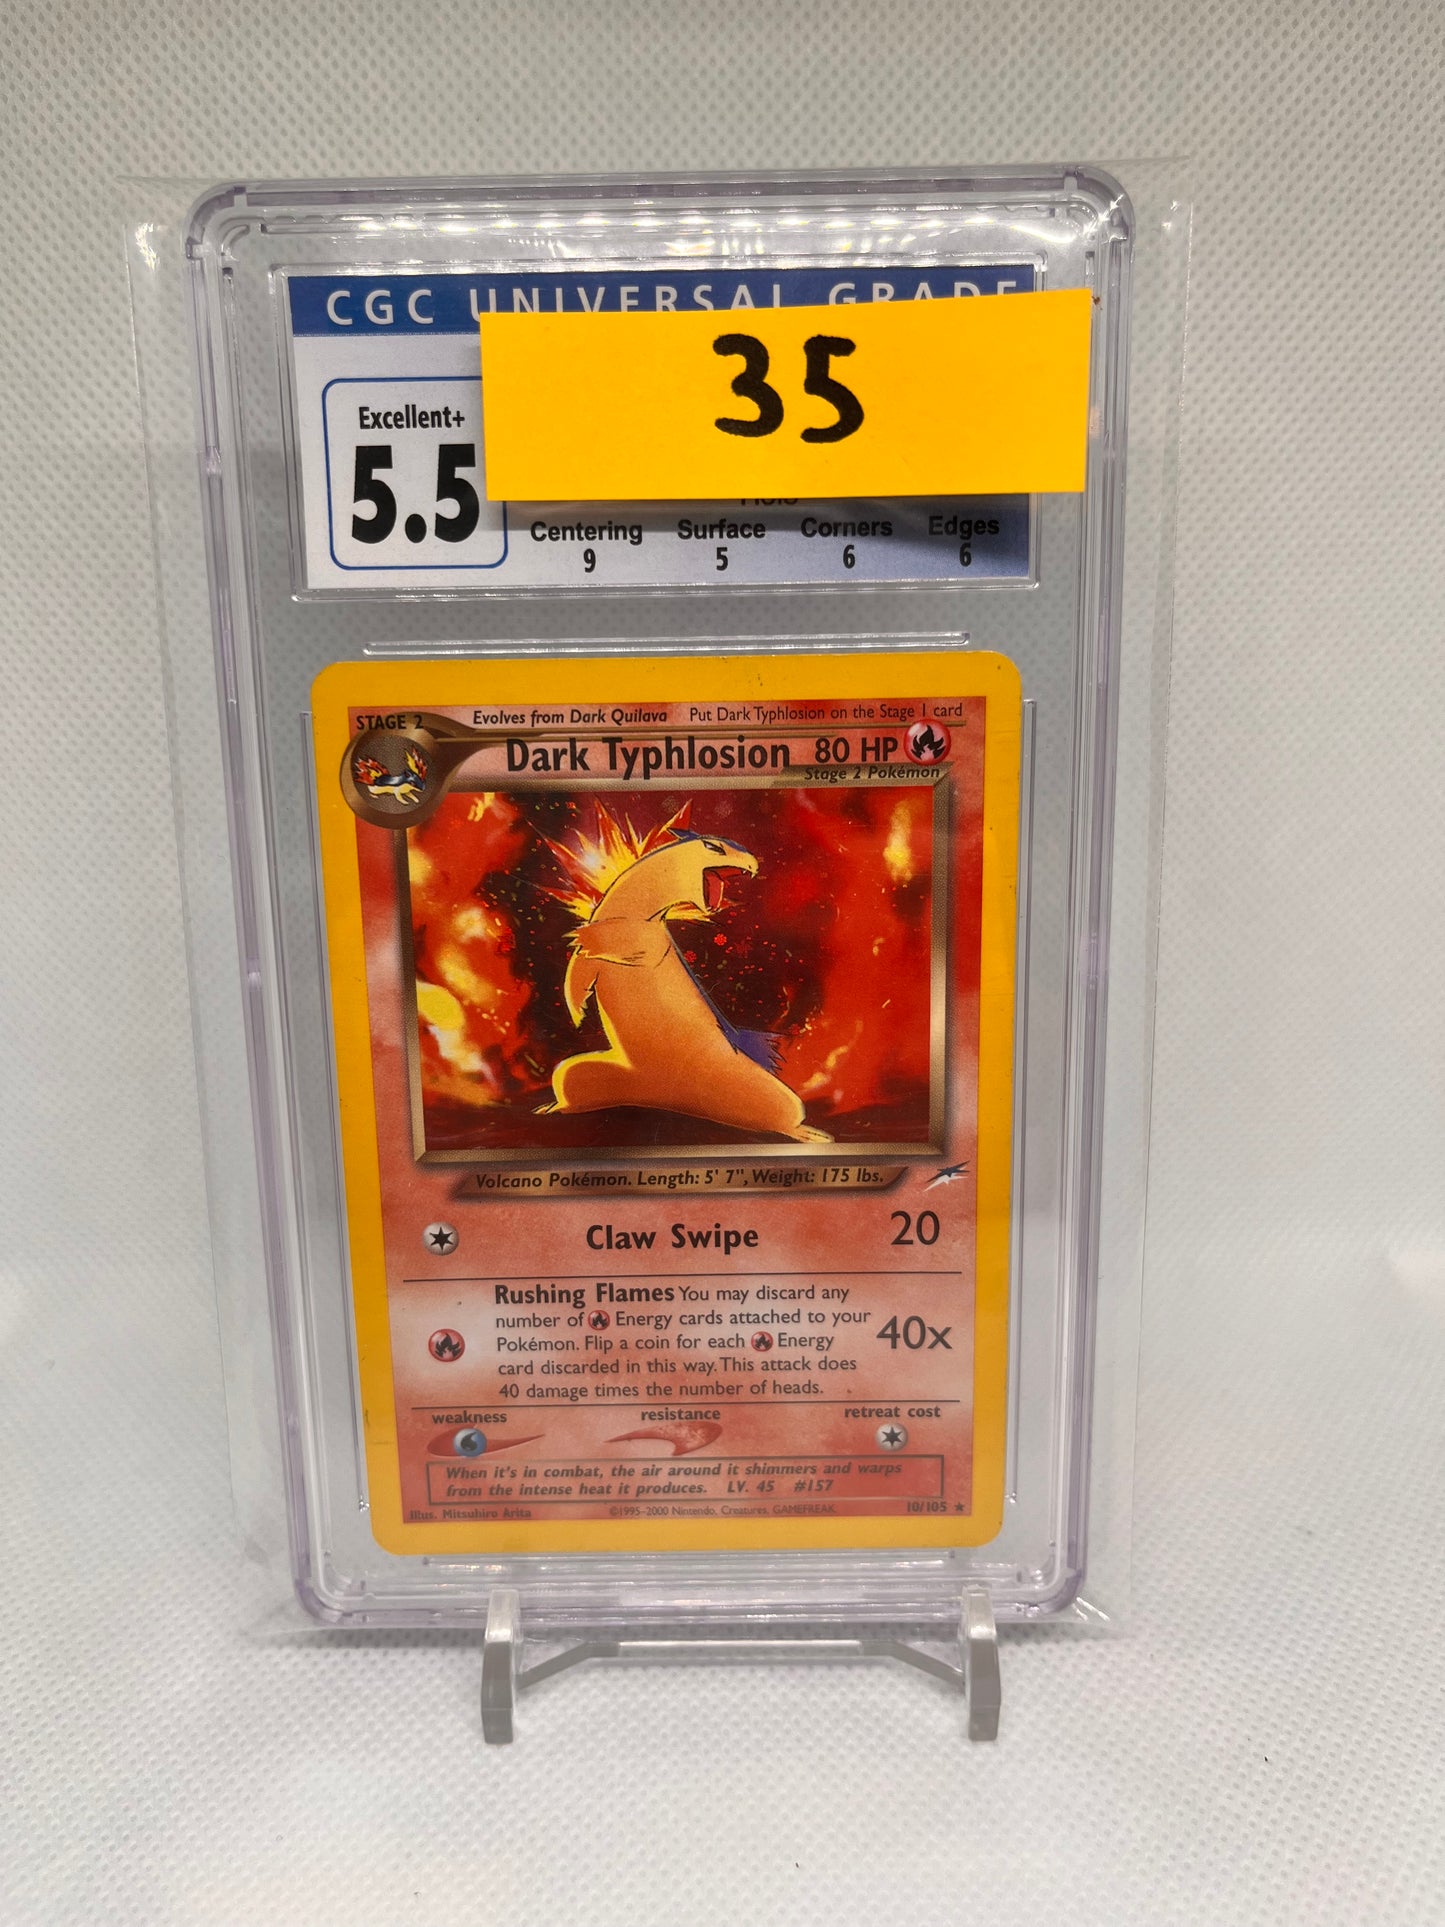 CGC UNIVERSAL GRADE
35
Excellent+
5.5
Holo
Centering Surface Corners Edges
9 5 6 6
STAGE 2 Evolves from Dark Quilava Put Dark Typhlosion on the Stage 1 card
Dark Typhlosion 80 HP
Stage 2 Pokémon
Volcano Pokémon. Length: 5' 7", Weight: 175 lbs.
Claw Swipe 20
Rushing Flames You may discard any
number of Energy cards attached to your
Pokémon. Flip a coin for each Energy
card discarded in this way. This attack does
40 damage times the number of heads.
40x
weakness resistance retreat cost
When it's in combat, the air around it shimmers and warps
from the intense heat it produces. LV. 45 #157
Illus. Mitsuhiro Arita ©1995-2000 Nintendo, Creatures, GAMEFREAK. 10/105 ★